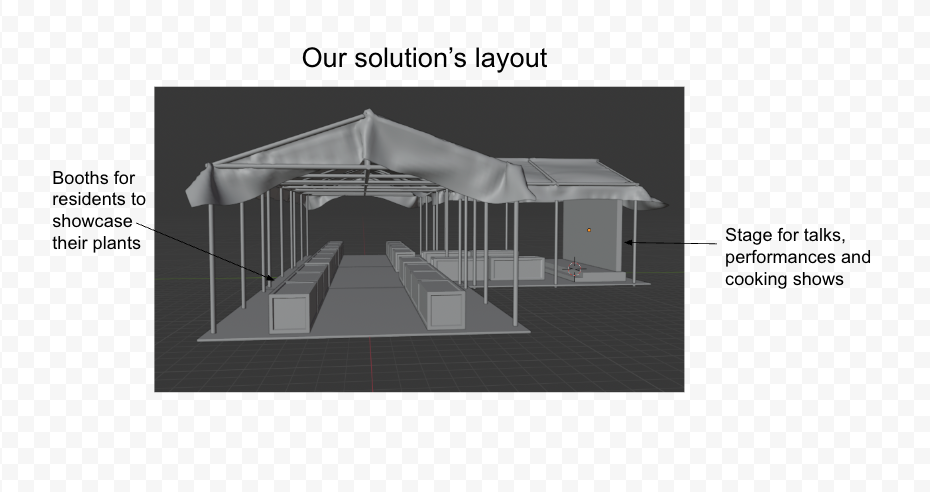 Our solution’s layout
Booths for
residents to
showcase
their plants
Stage for talks,
performances and
cooking shows